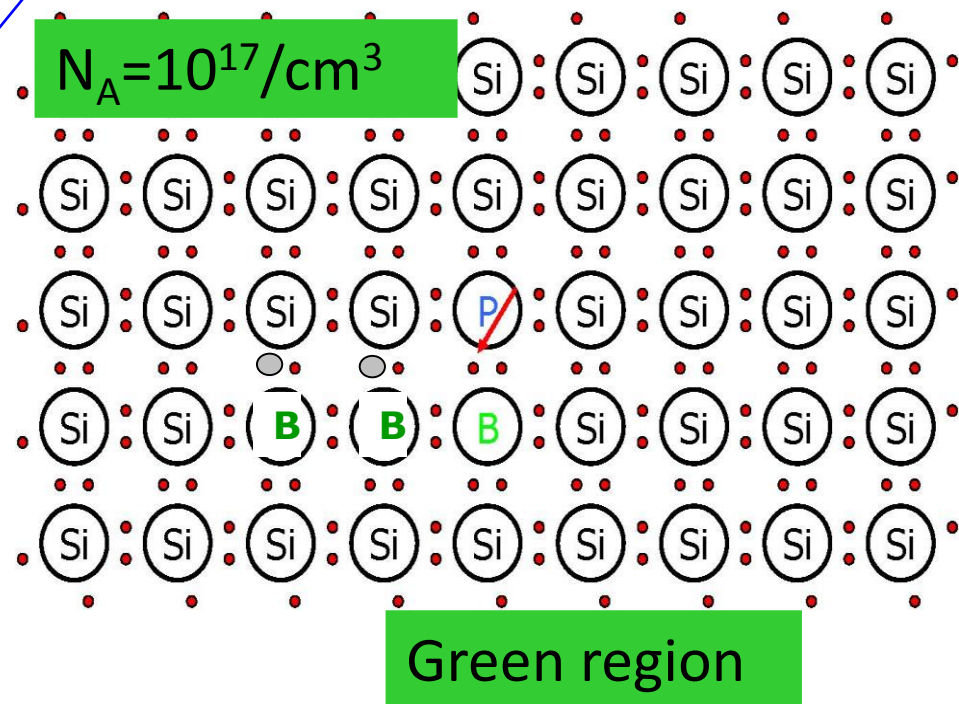 N_A=10^17/cm^3
Si Si Si Si Si
Si Si Si Si Si Si Si Si Si
Si Si Si Si P Si Si Si Si
Si Si B B B Si Si Si Si
Si Si Si Si Si Si Si Si Si
Green region